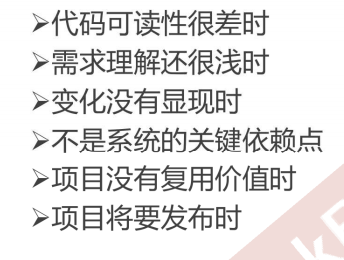 ➢代码可读性很差时
➢需求理解还很浅时
➢变化没有显现时
➢不是系统的关键依赖点
➢项目没有复用价值时
➢项目将要发布时